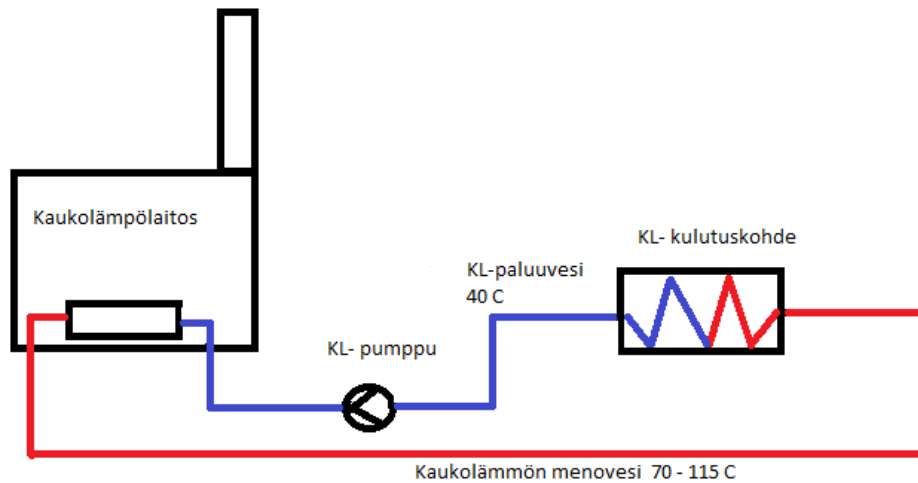 Kaukolämpölaitos
KL- kulutuskohde
KL-paluuvesi
40 C
KL- pumppu
Kaukolämmön menovesi  70 - 115 C